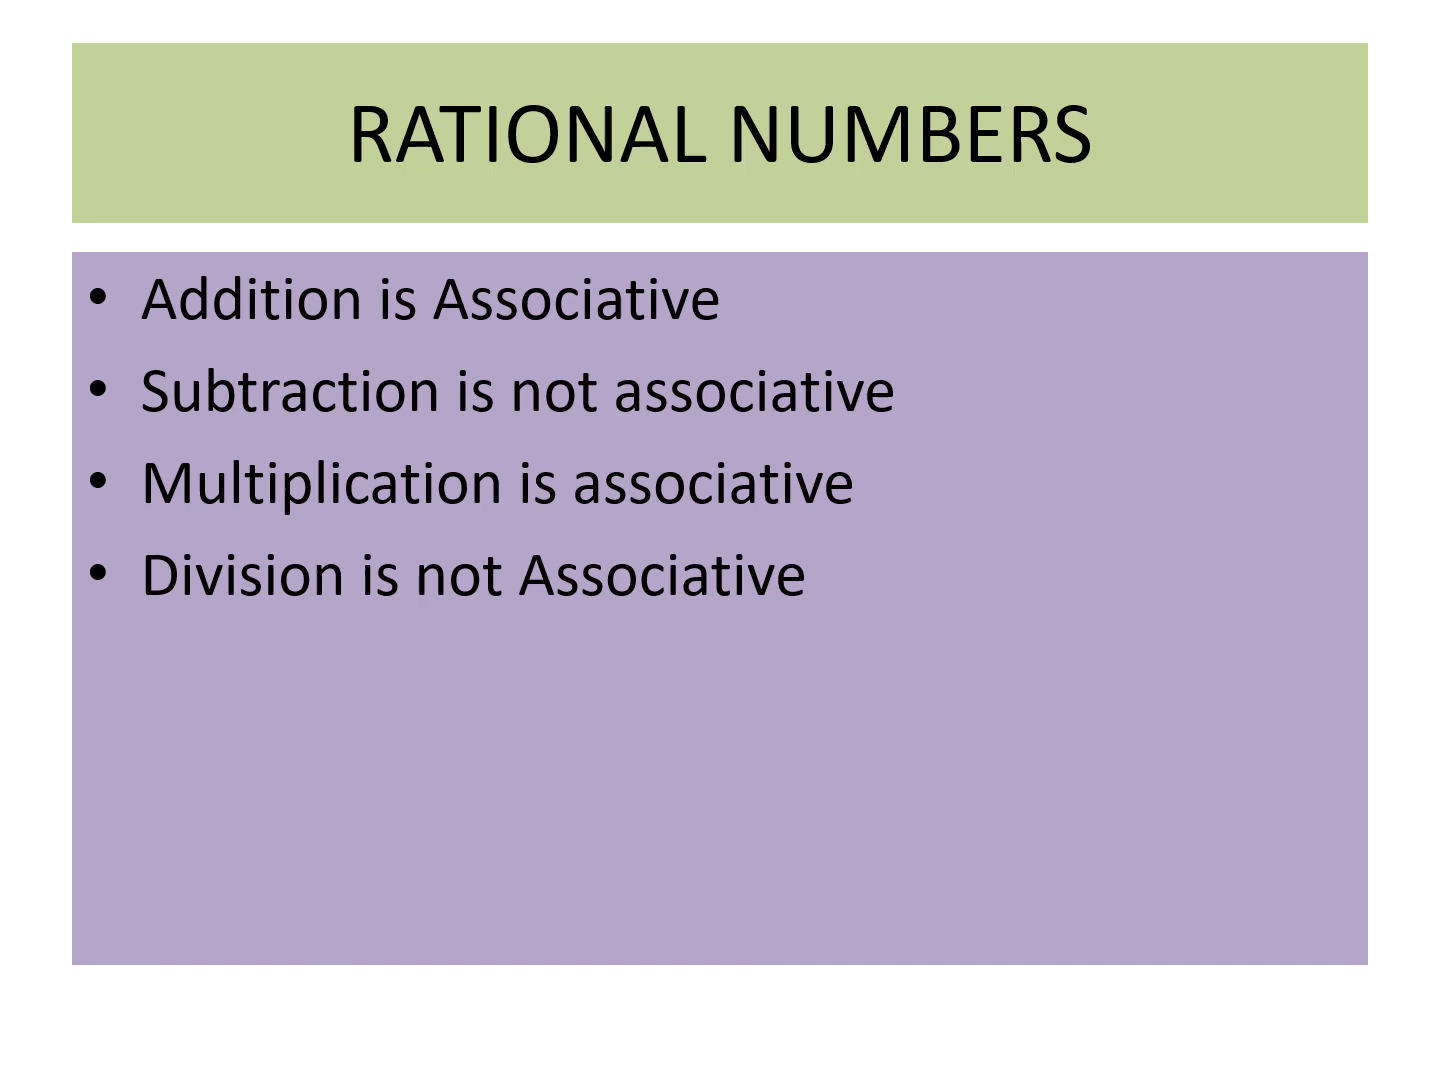 RATIONAL NUMBERS
• Addition is Associative
• Subtraction is not associative
• Multiplication is associative
• Division is not Associative